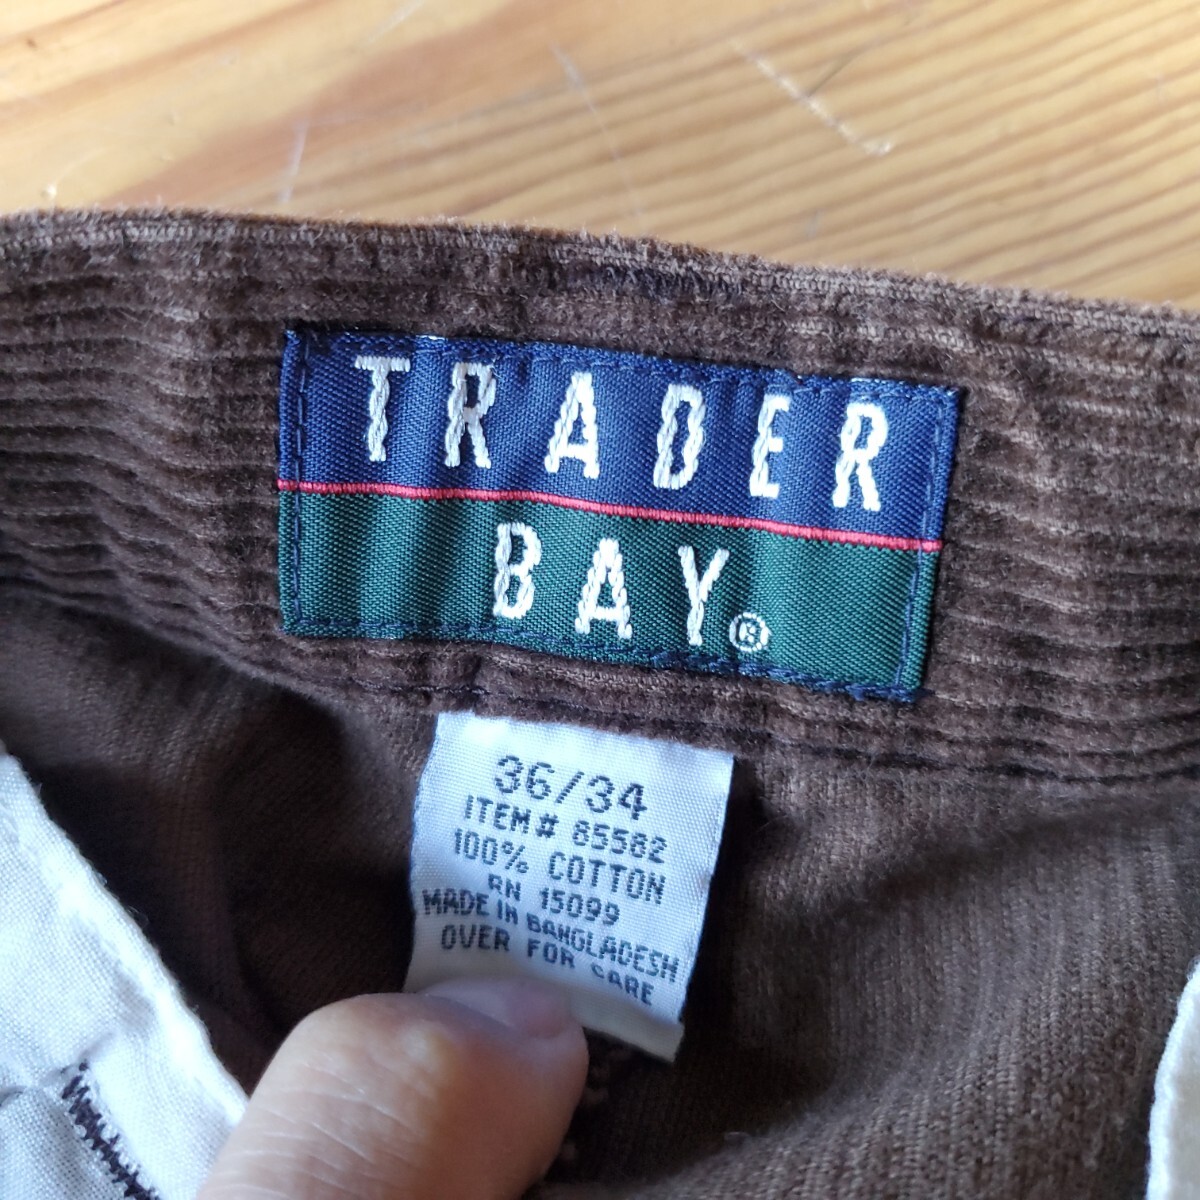 TRADER
BAY®
36/34
ITEM# 85582
100% COTTON
RN 15099
MADE IN BANGLADESH
OVER FOR CARE